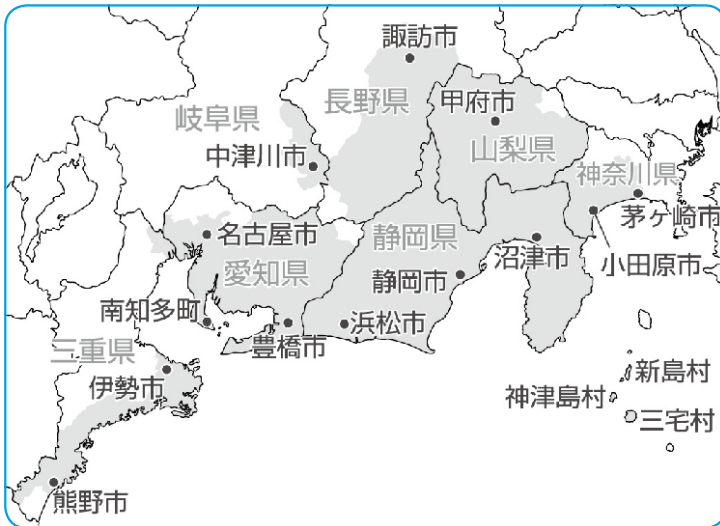 諏訪市
長野県
甲府市
岐阜県
中津川市
山梨県
神奈川県
茅ヶ崎市
名古屋市
静岡県
沼津市
小田原市
愛知県
静岡市
南知多町
浜松市
豊橋市
三重県
伊勢市
新島村
神津島村
三宅村
熊野市